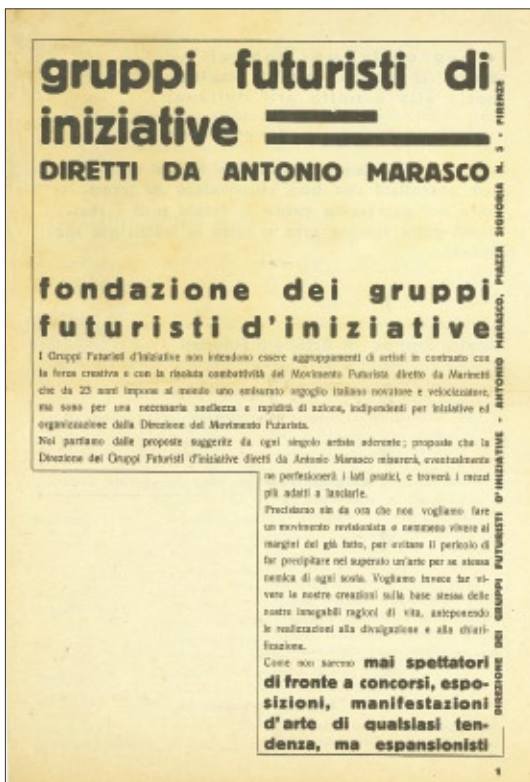 gruppi futuristi di
iniziative
DIRETTI DA ANTONIO MARASCO
fondazione dei gruppi
futuristi d'iniziative
I Gruppi Futuristi d'Iniziative non intendono essere aggruppamenti di artisti in contrasto con
la forza creativa e con la risoluta combattività del Movimento Futurista diretto da Marinetti
che da 23 anni impone al mondo uno smisurato orgoglio italiano novatore e velocizzatore,
ma sono per una necessaria snellezza e rapidità di azione, indipendenti per iniziative ed
organizzazione dalla Direzione del Movimento Futurista.
Noi partiamo dalle proposte suggerite da ogni singolo artista aderente; proposte che la
Direzione dei Gruppi Futuristi d'iniziative diretti da Antonio Marasco misurerà, eventualmente
ne perfezionerà i lati pratici, e troverà i mezzi
più adatti a lanciarle.
Precisiamo sin da ora che non vogliamo fare
un movimento revisionista o nemmeno vivere ai
margini del già fatto, per evitare il pericolo di
far precipitare nel superato un'arte per se stessa
nemica di ogni sosta. Vogliamo invece far vi-
vere le nostre creazioni sulla base stessa delle
nostre innegabili ragioni di vita, anteponendo
le realizzazioni alla divulgazione e alla chiari-
ficazione.
Come non saremo mai spettatori
di fronte a concorsi, espo-
sizioni, manifestazioni
d'arte di qualsiasi ten-
denza, ma espansionisti
DIREZIONE DEI GRUPPI FUTURISTI D'INIZIATIVE - ANTONIO MARASCO, PIAZZA SIGNORIA N. 5 - FIRENZE
1